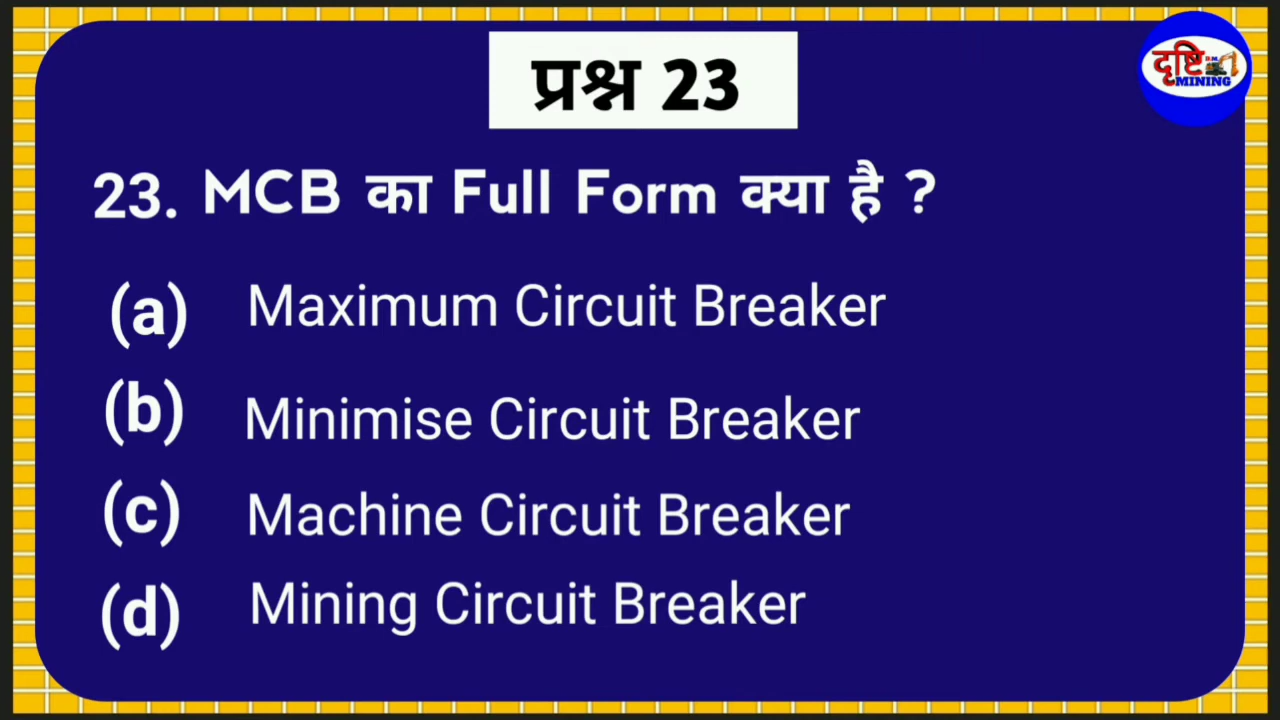 प्रश्न 23
दृष्टि
MINING
23. MCB का Full Form क्या है ?
(a) Maximum Circuit Breaker
(b) Minimise Circuit Breaker
(c) Machine Circuit Breaker
(d) Mining Circuit Breaker